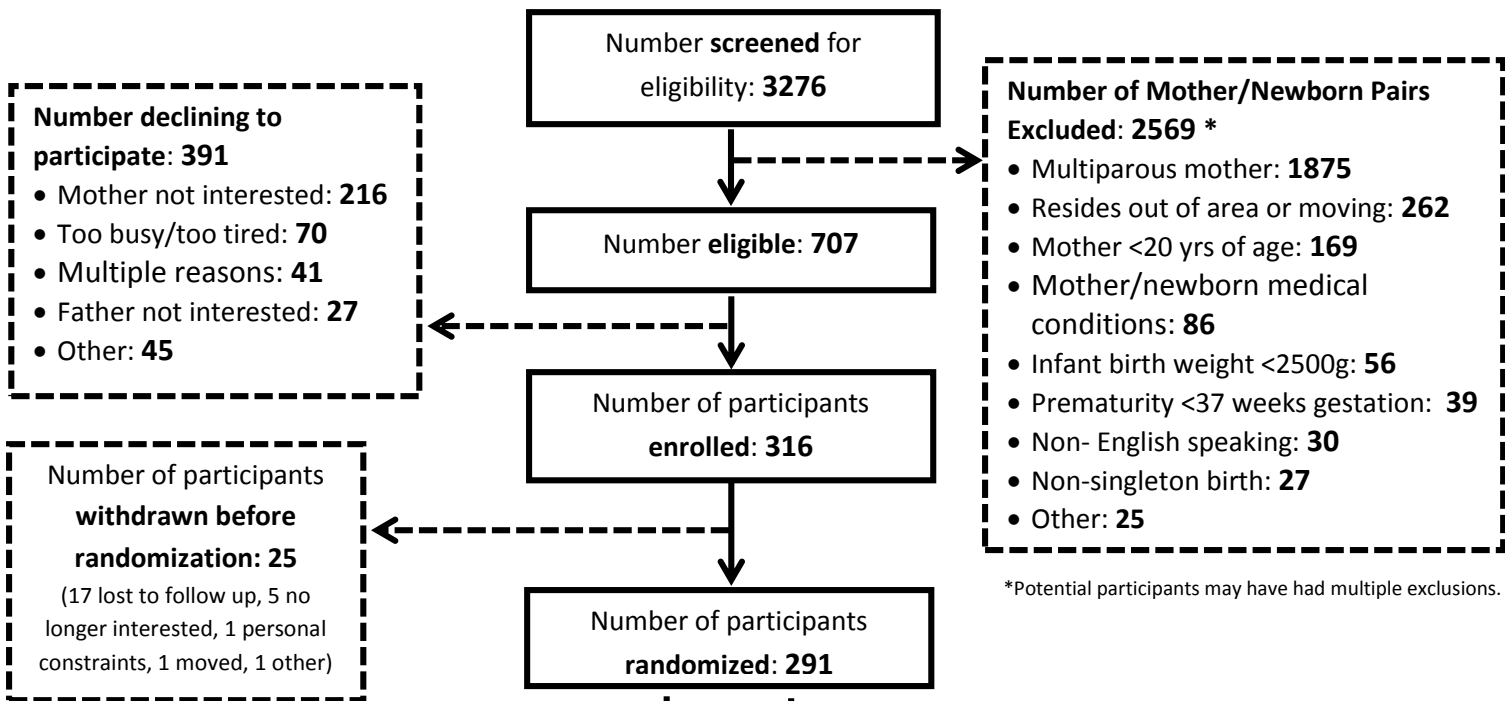 Number screened for
eligibility: 3276
Number declining to
participate: 391
• Mother not interested: 216
• Too busy/too tired: 70
• Multiple reasons: 41
• Father not interested: 27
• Other: 45
Number of Mother/Newborn Pairs
Excluded: 2569 *
• Multiparous mother: 1875
• Resides out of area or moving: 262
• Mother <20 yrs of age: 169
• Mother/newborn medical
conditions: 86
• Infant birth weight <2500g: 56
• Prematurity <37 weeks gestation: 39
• Non- English speaking: 30
• Non-singleton birth: 27
• Other: 25
*Potential participants may have had multiple exclusions.
Number eligible: 707
Number of participants
enrolled: 316
Number of participants
withdrawn before
randomization: 25
(17 lost to follow up, 5 no
longer interested, 1 personal
constraints, 1 moved, 1 other)
Number of participants
randomized: 291